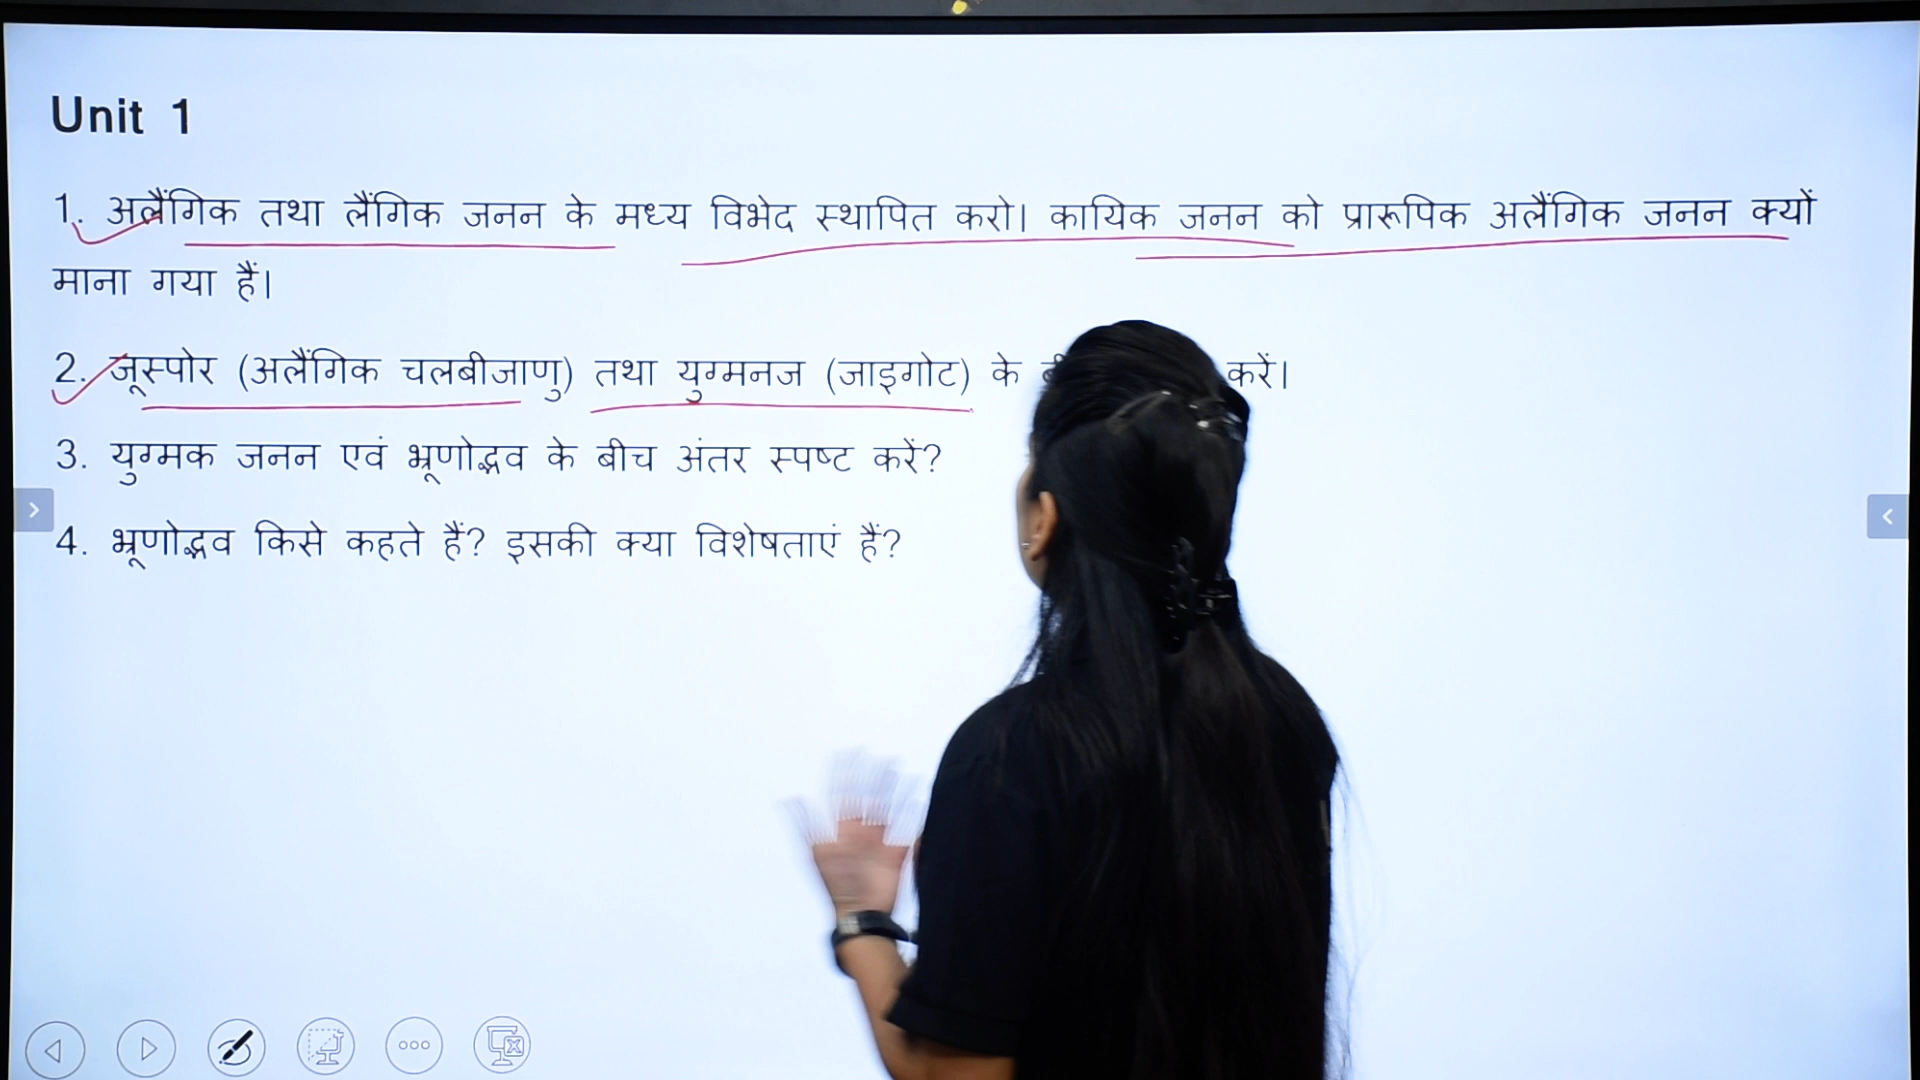 Unit 1
1. अलैंगिक तथा लैंगिक जनन के मध्य विभेद स्थापित करो। कायिक जनन को प्रारूपिक अलैंगिक जनन क्यों
माना गया हैं।
2. जूस्पोर (अलैंगिक चलबीजाणु) तथा युग्मनज (जाइगोट) के करें।
3. युग्मक जनन एवं भ्रूणोद्भव के बीच अंतर स्पष्ट करें?
4. भ्रूणोद्भव किसे कहते हैं? इसकी क्या विशेषताएं हैं?